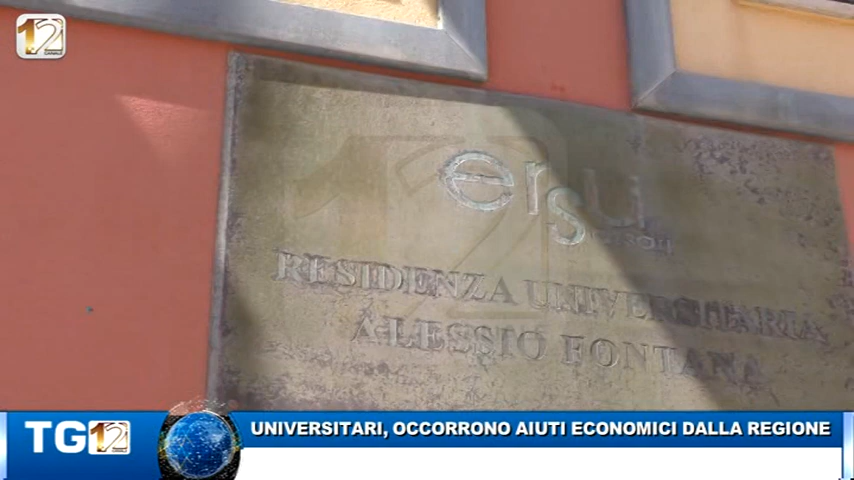 12
ersu
RESIDENZA UNIVERSITARIA
ALESSIO FONTANA
TG12
UNIVERSITARI, OCCORRONO AIUTI ECONOMICI DALLA REGIONE